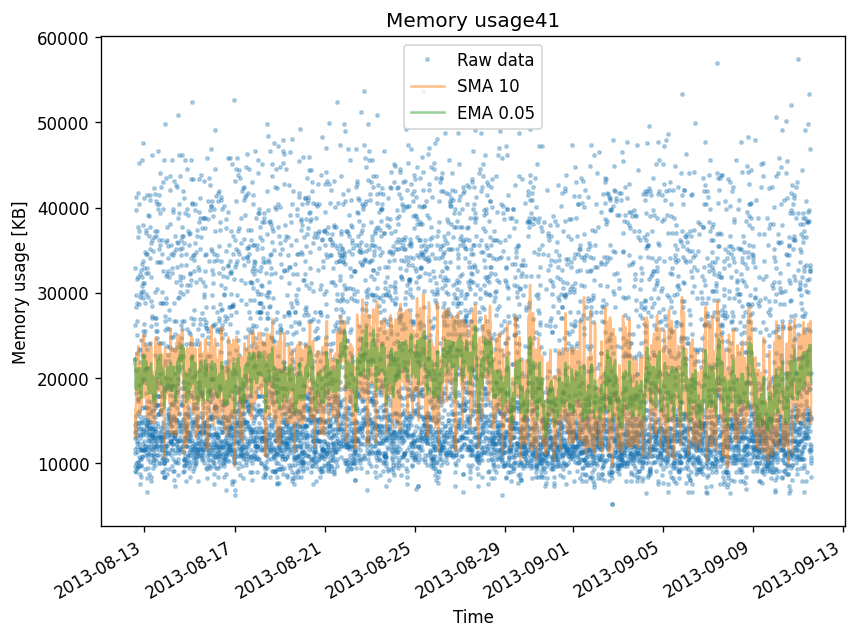 Memory usage41
Raw data
SMA 10
EMA 0.05
Memory usage [KB]
60000
50000
40000
30000
20000
10000
2013-08-13
2013-08-17
2013-08-21
2013-08-25
2013-08-29
2013-09-01
2013-09-05
2013-09-09
2013-09-13
Time